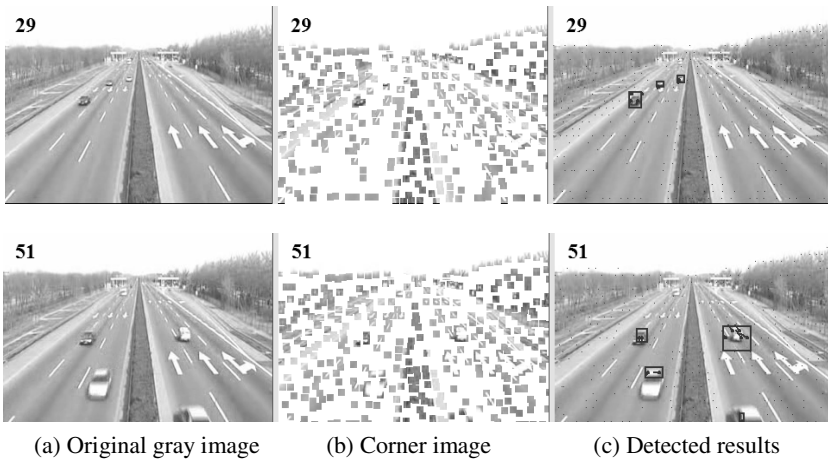 29 29 29
51 51 51
(a) Original gray image (b) Corner image (c) Detected results